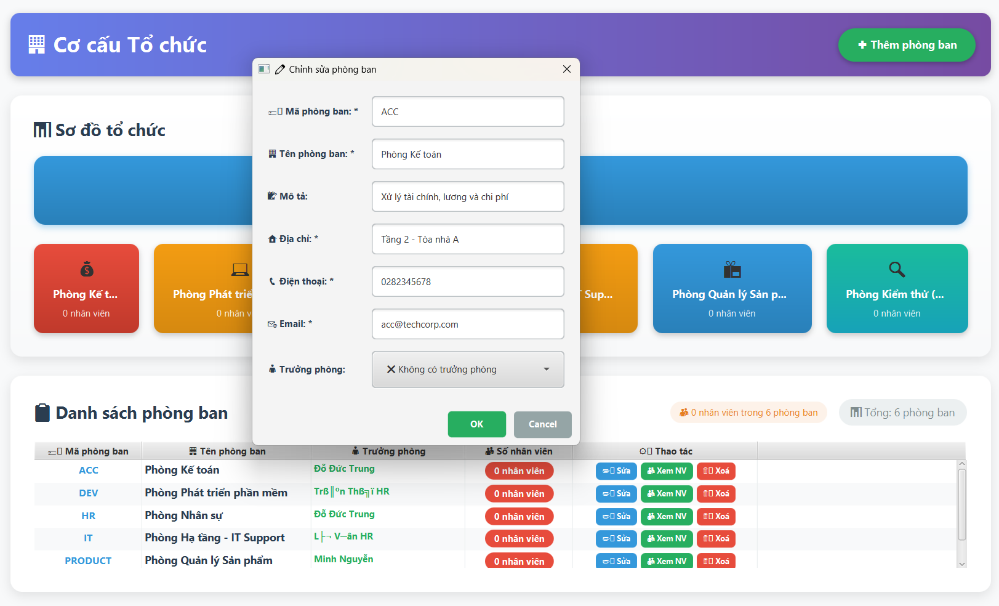 Cơ cấu Tổ chức
Thêm phòng ban
Chỉnh sửa phòng ban
Mã phòng ban: *
ACC
Tên phòng ban: *
Phòng Kế toán
Mô tả:
Xử lý tài chính, lương và chi phí
Địa chỉ: *
Tầng 2 - Tòa nhà A
Điện thoại: *
0282345678
Email: *
acc@techcorp.com
Trưởng phòng:
Không có trưởng phòng
OK
Cancel
Sơ đồ tổ chức
Phòng Kế t...
0 nhân viên
Phòng Phát triể
0 nhân v
Sup...
Phòng Quản lý Sản p...
0 nhân viên
Phòng Kiểm thử (...
0 nhân viên
Danh sách phòng ban
0 nhân viên trong 6 phòng ban
Tổng: 6 phòng ban
Mã phòng ban Tên phòng ban Trưởng phòng Số nhân viên Thao tác
ACC Phòng Kế toán Đỗ Đức Trung 0 nhân viên Sửa Xem NV Xoá
DEV Phòng Phát triển phần mềm Trß║ºn Thß╗ï HR 0 nhân viên Sửa Xem NV Xoá
HR Phòng Nhân sự Đỗ Đức Trung 0 nhân viên Sửa Xem NV Xoá
IT Phòng Hạ tầng - IT Support L├¬ V─ân HR 0 nhân viên Sửa Xem NV Xoá
PRODUCT Phòng Quản lý Sản phẩm Minh Nguyễn 0 nhân viên Sửa Xem NV Xoá